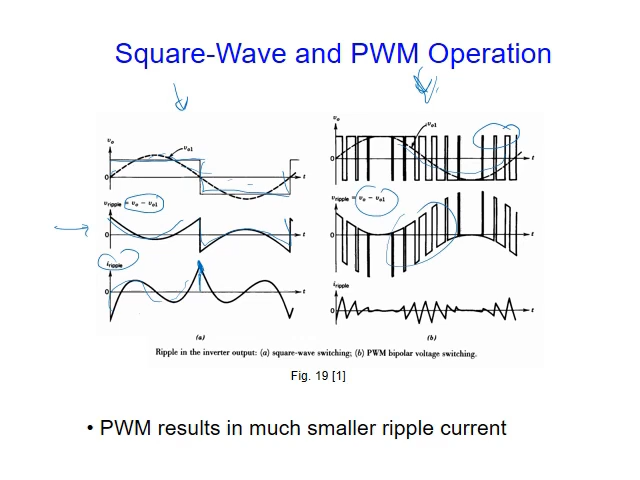 Square-Wave and PWM Operation
vo
vo1
0
t
vripple = vo − vo1
0
t
iripple
0
t
(a)
vo
vo1
0
t
vripple = vo − vo1
0
t
iripple
0
t
(b)
Ripple in the inverter output: (a) square-wave switching; (b) PWM bipolar voltage switching.
Fig. 19 [1]
• PWM results in much smaller ripple current